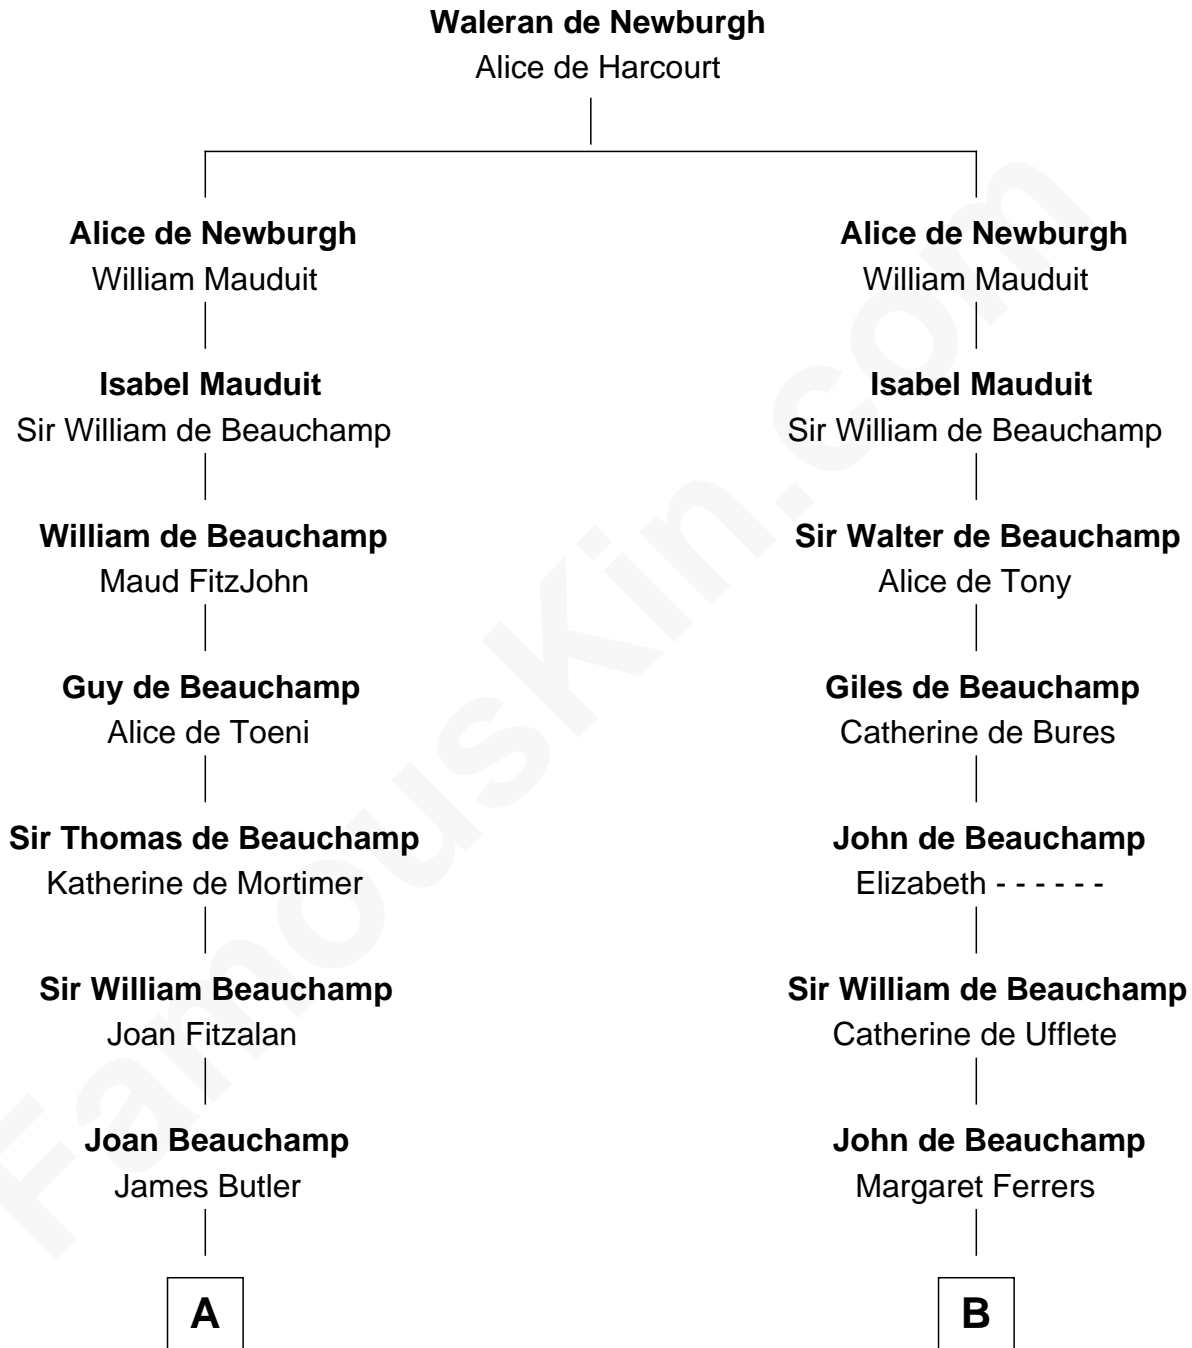 Waleran de Newburgh
Alice de Harcourt
Alice de Newburgh
William Mauduit
Isabel Mauduit
Sir William de Beauchamp
William de Beauchamp
Maud FitzJohn
Guy de Beauchamp
Alice de Toeni
Sir Thomas de Beauchamp
Katherine de Mortimer
Sir William Beauchamp
Joan Fitzalan
Joan Beauchamp
James Butler
A
Alice de Newburgh
William Mauduit
Isabel Mauduit
Sir William de Beauchamp
Sir Walter de Beauchamp
Alice de Tony
Giles de Beauchamp
Catherine de Bures
John de Beauchamp
Elizabeth - - - - - -
Sir William de Beauchamp
Catherine de Ufflete
John de Beauchamp
Margaret Ferrers
B
FamousKin.com